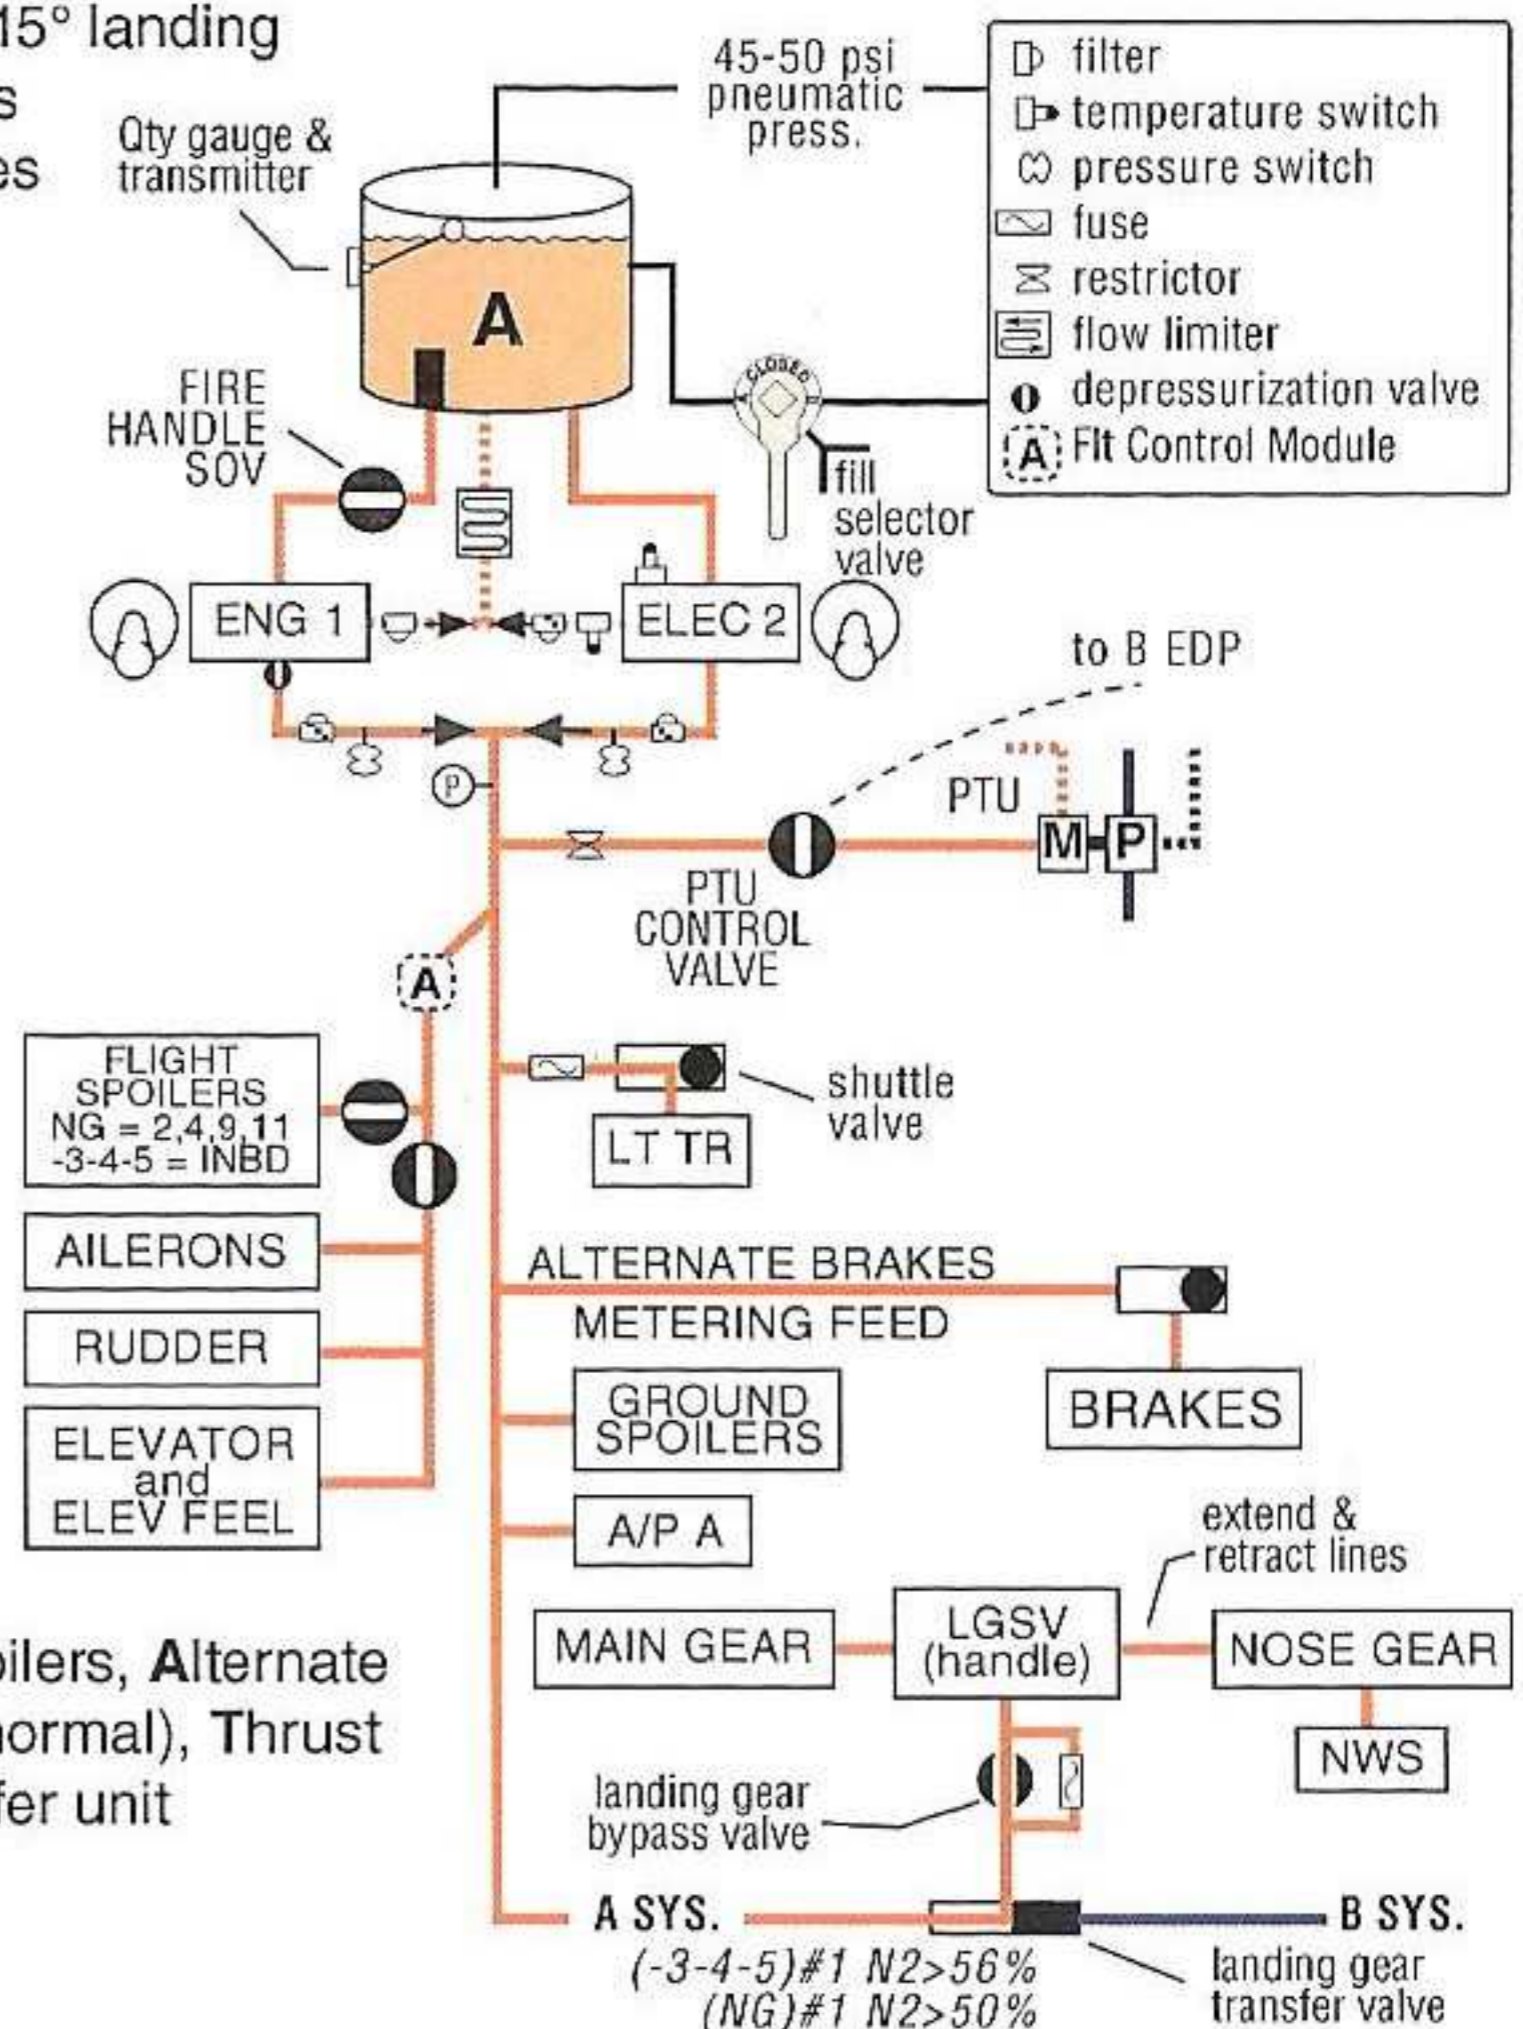 15° landing
s
es
Qty gauge &
transmitter
45-50 psi
pneumatic
press.
filter
temperature switch
pressure switch
fuse
restrictor
flow limiter
depressurization valve
A
Flt Control Module
A
CLOSED
A
B
fill
selector
valve
FIRE
HANDLE
SOV
ENG 1
ELEC 2
to B EDP
P
PTU
M
P
PTU
CONTROL
VALVE
A
FLIGHT
SPOILERS
NG = 2,4,9,11
-3-4-5 = INBD
shuttle
valve
LT TR
AILERONS
ALTERNATE BRAKES
METERING FEED
RUDDER
GROUND
SPOILERS
BRAKES
ELEVATOR
and
ELEV FEEL
A/P A
extend &
retract lines
MAIN GEAR
LGSV
(handle)
NOSE GEAR
NWS
oilers, Alternate
normal), Thrust
fer unit
landing gear
bypass valve
A SYS.
B SYS.
(-3-4-5)#1 N2>56%
(NG)#1 N2>50%
landing gear
transfer valve